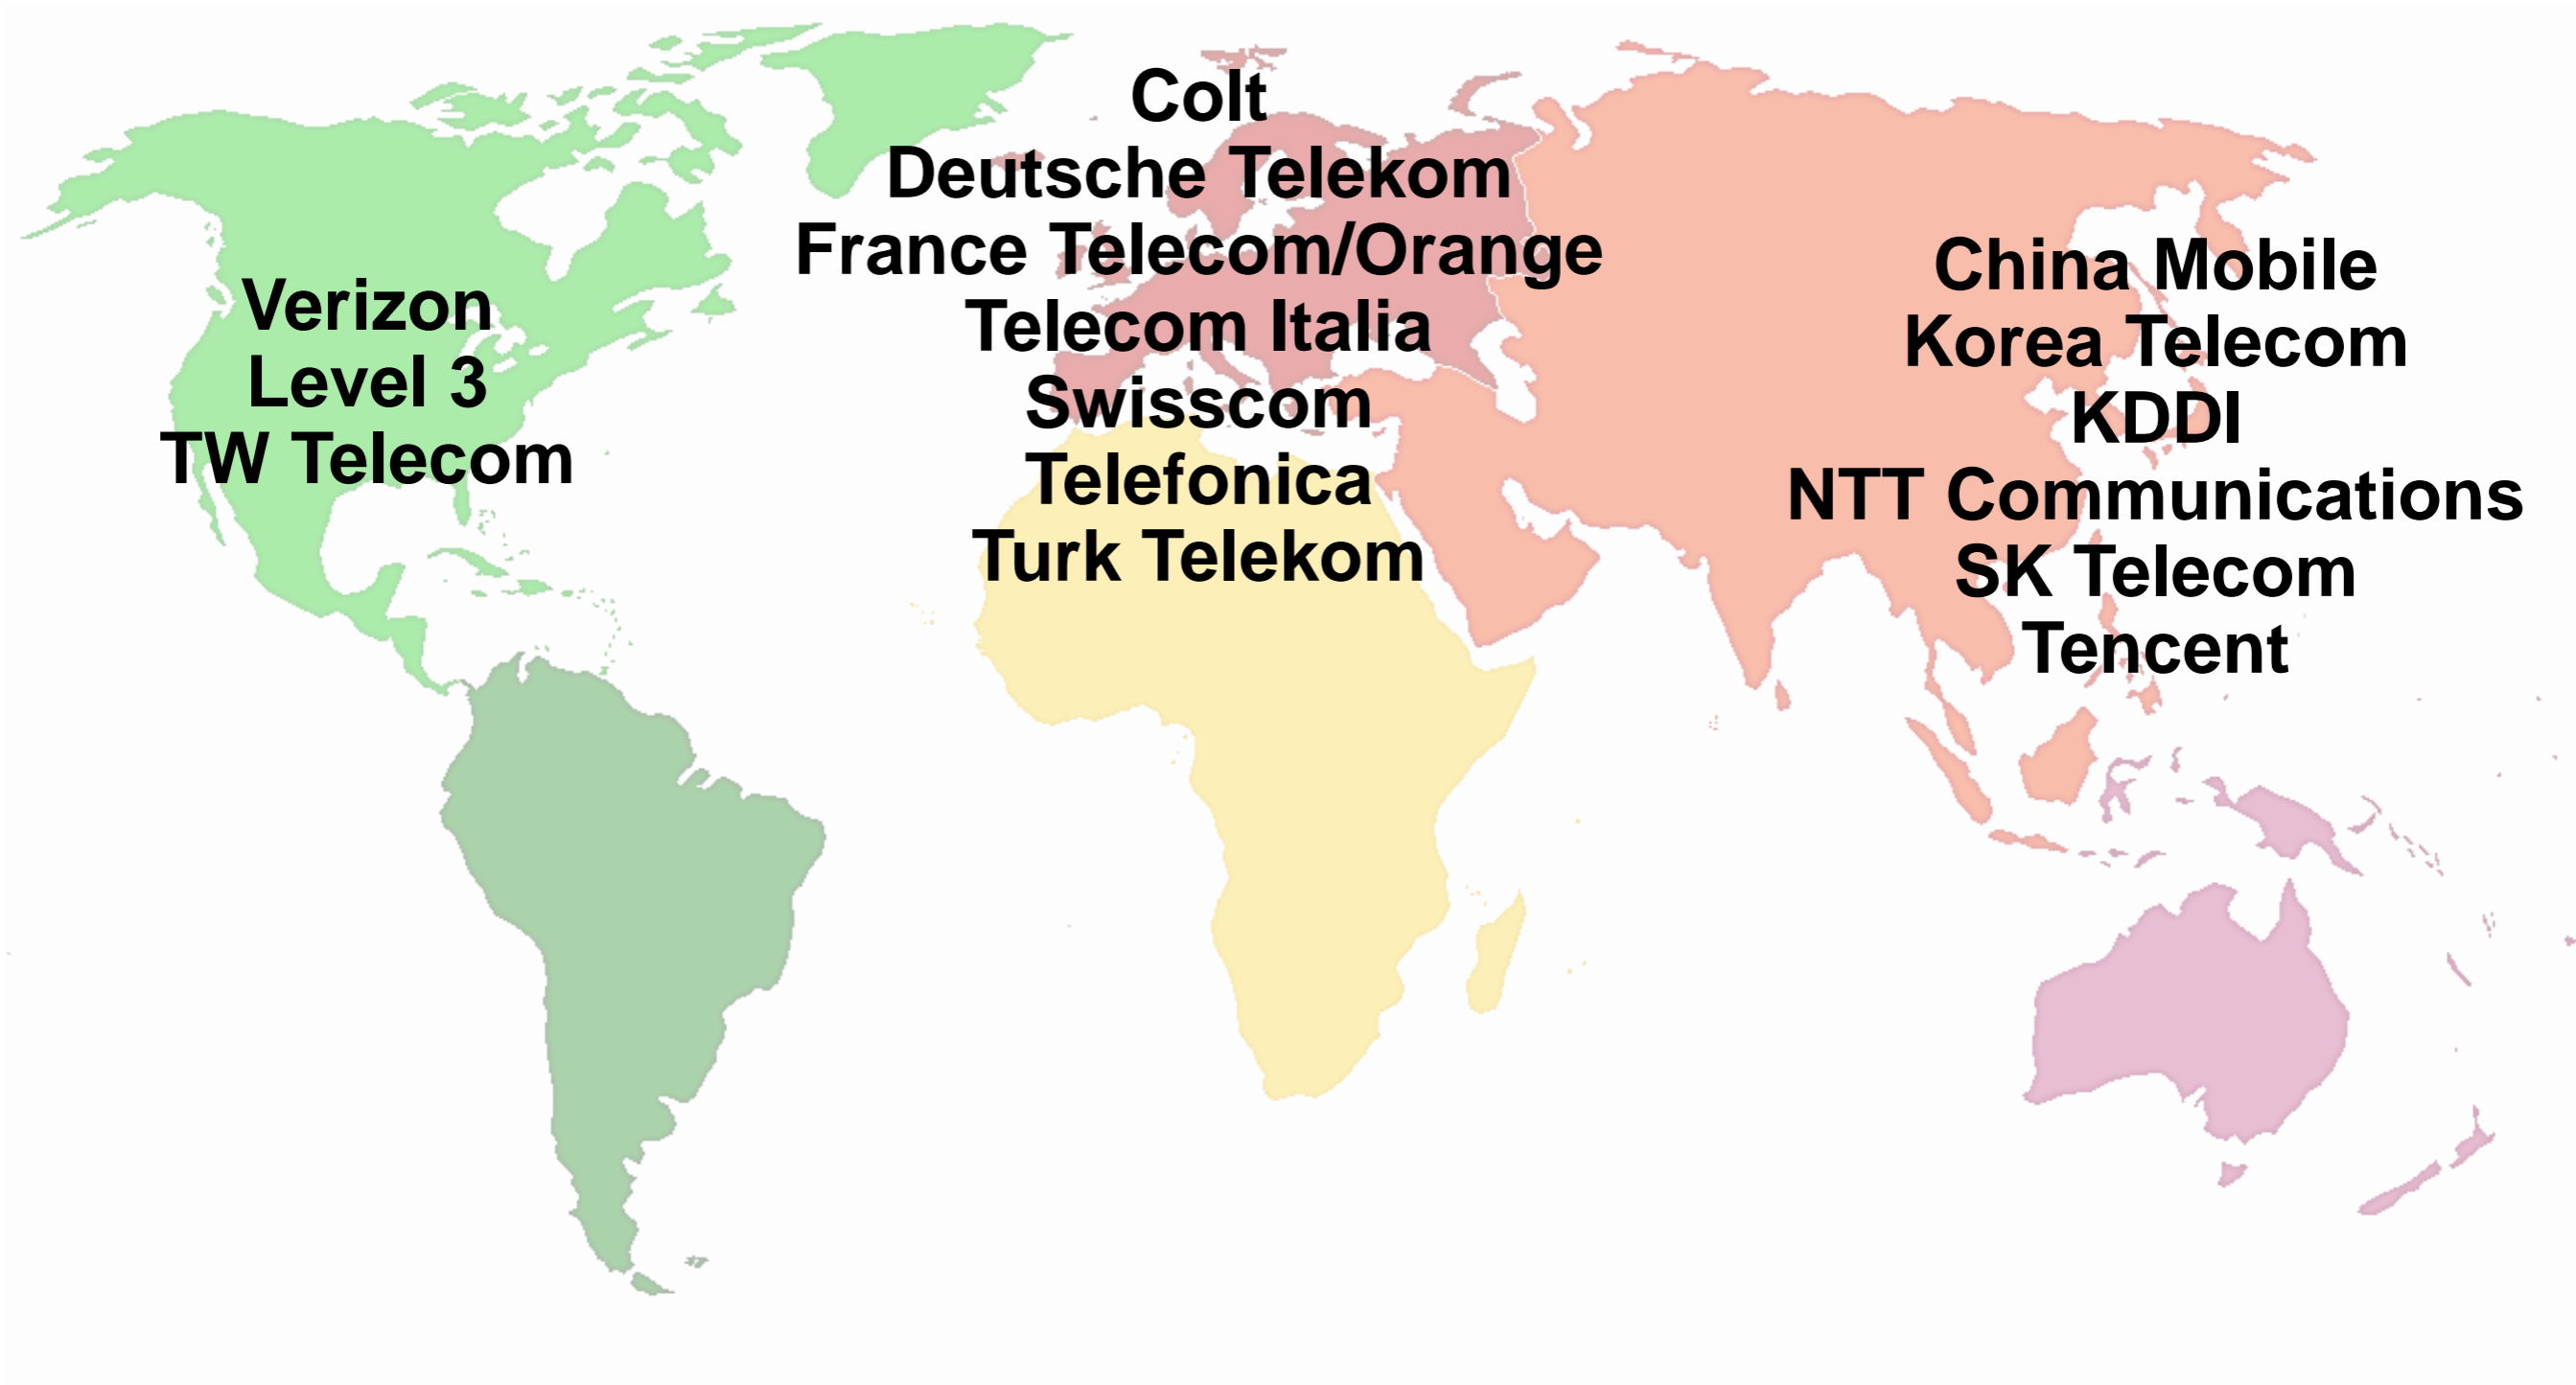 Verizon
Level 3
TW Telecom
Colt
Deutsche Telekom
France Telecom/Orange
Telecom Italia
Swisscom
Telefonica
Turk Telekom
China Mobile
Korea Telecom
KDDI
NTT Communications
SK Telecom
Tencent